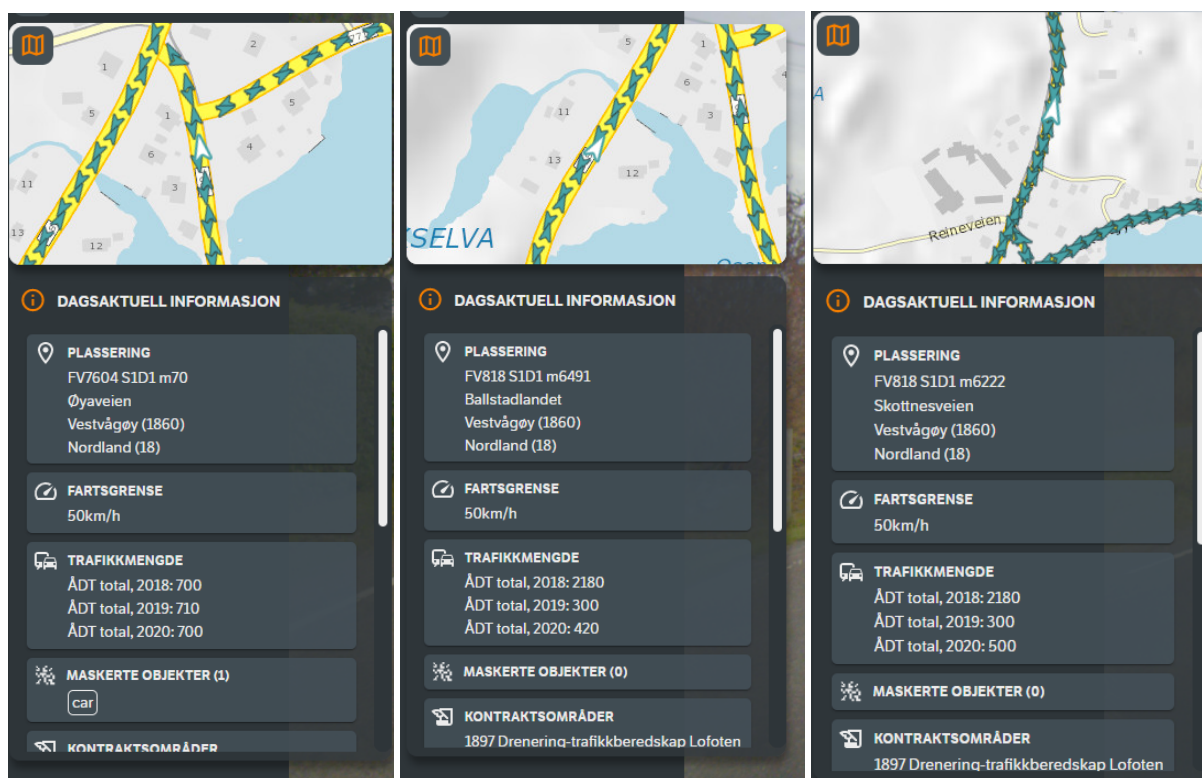 2
1
77
5
1
5
6
4
3
11
13
12
DAGSAKTUELL INFORMASJON
PLASSERING
FV7604 S1D1 m70
Øyaveien
Vestvågøy (1860)
Nordland (18)
FARTSGRENSE
50km/h
TRAFIKKMENGDE
ÅDT total, 2018: 700
ÅDT total, 2019: 710
ÅDT total, 2020: 700
MASKERTE OBJEKTER (1)
car
KONTRAKTSOMRÅDER
5
1
6
4
11
3
13
12
KSELVA
DAGSAKTUELL INFORMASJON
PLASSERING
FV818 S1D1 m6491
Ballstadlandet
Vestvågøy (1860)
Nordland (18)
FARTSGRENSE
50km/h
TRAFIKKMENGDE
ÅDT total, 2018: 2180
ÅDT total, 2019: 300
ÅDT total, 2020: 420
MASKERTE OBJEKTER (0)
KONTRAKTSOMRÅDER
1897 Drenering-trafikkberedskap Lofoten
A
Reineveien
DAGSAKTUELL INFORMASJON
PLASSERING
FV818 S1D1 m6222
Skottnesveien
Vestvågøy (1860)
Nordland (18)
FARTSGRENSE
50km/h
TRAFIKKMENGDE
ÅDT total, 2018: 2180
ÅDT total, 2019: 300
ÅDT total, 2020: 500
MASKERTE OBJEKTER (0)
KONTRAKTSOMRÅDER
1897 Drenering-trafikkberedskap Lofoten